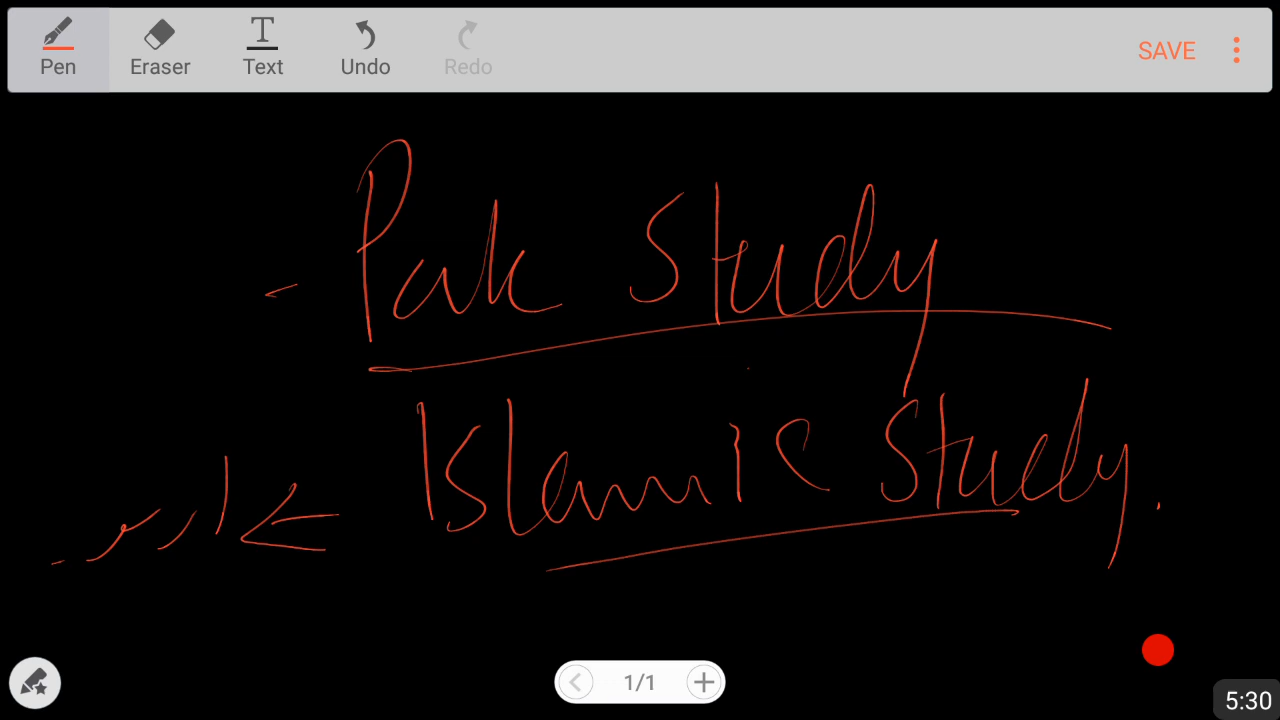 Pen Eraser Text Undo Redo SAVE
Pak Study
Islamic Study.
1/1
5:30